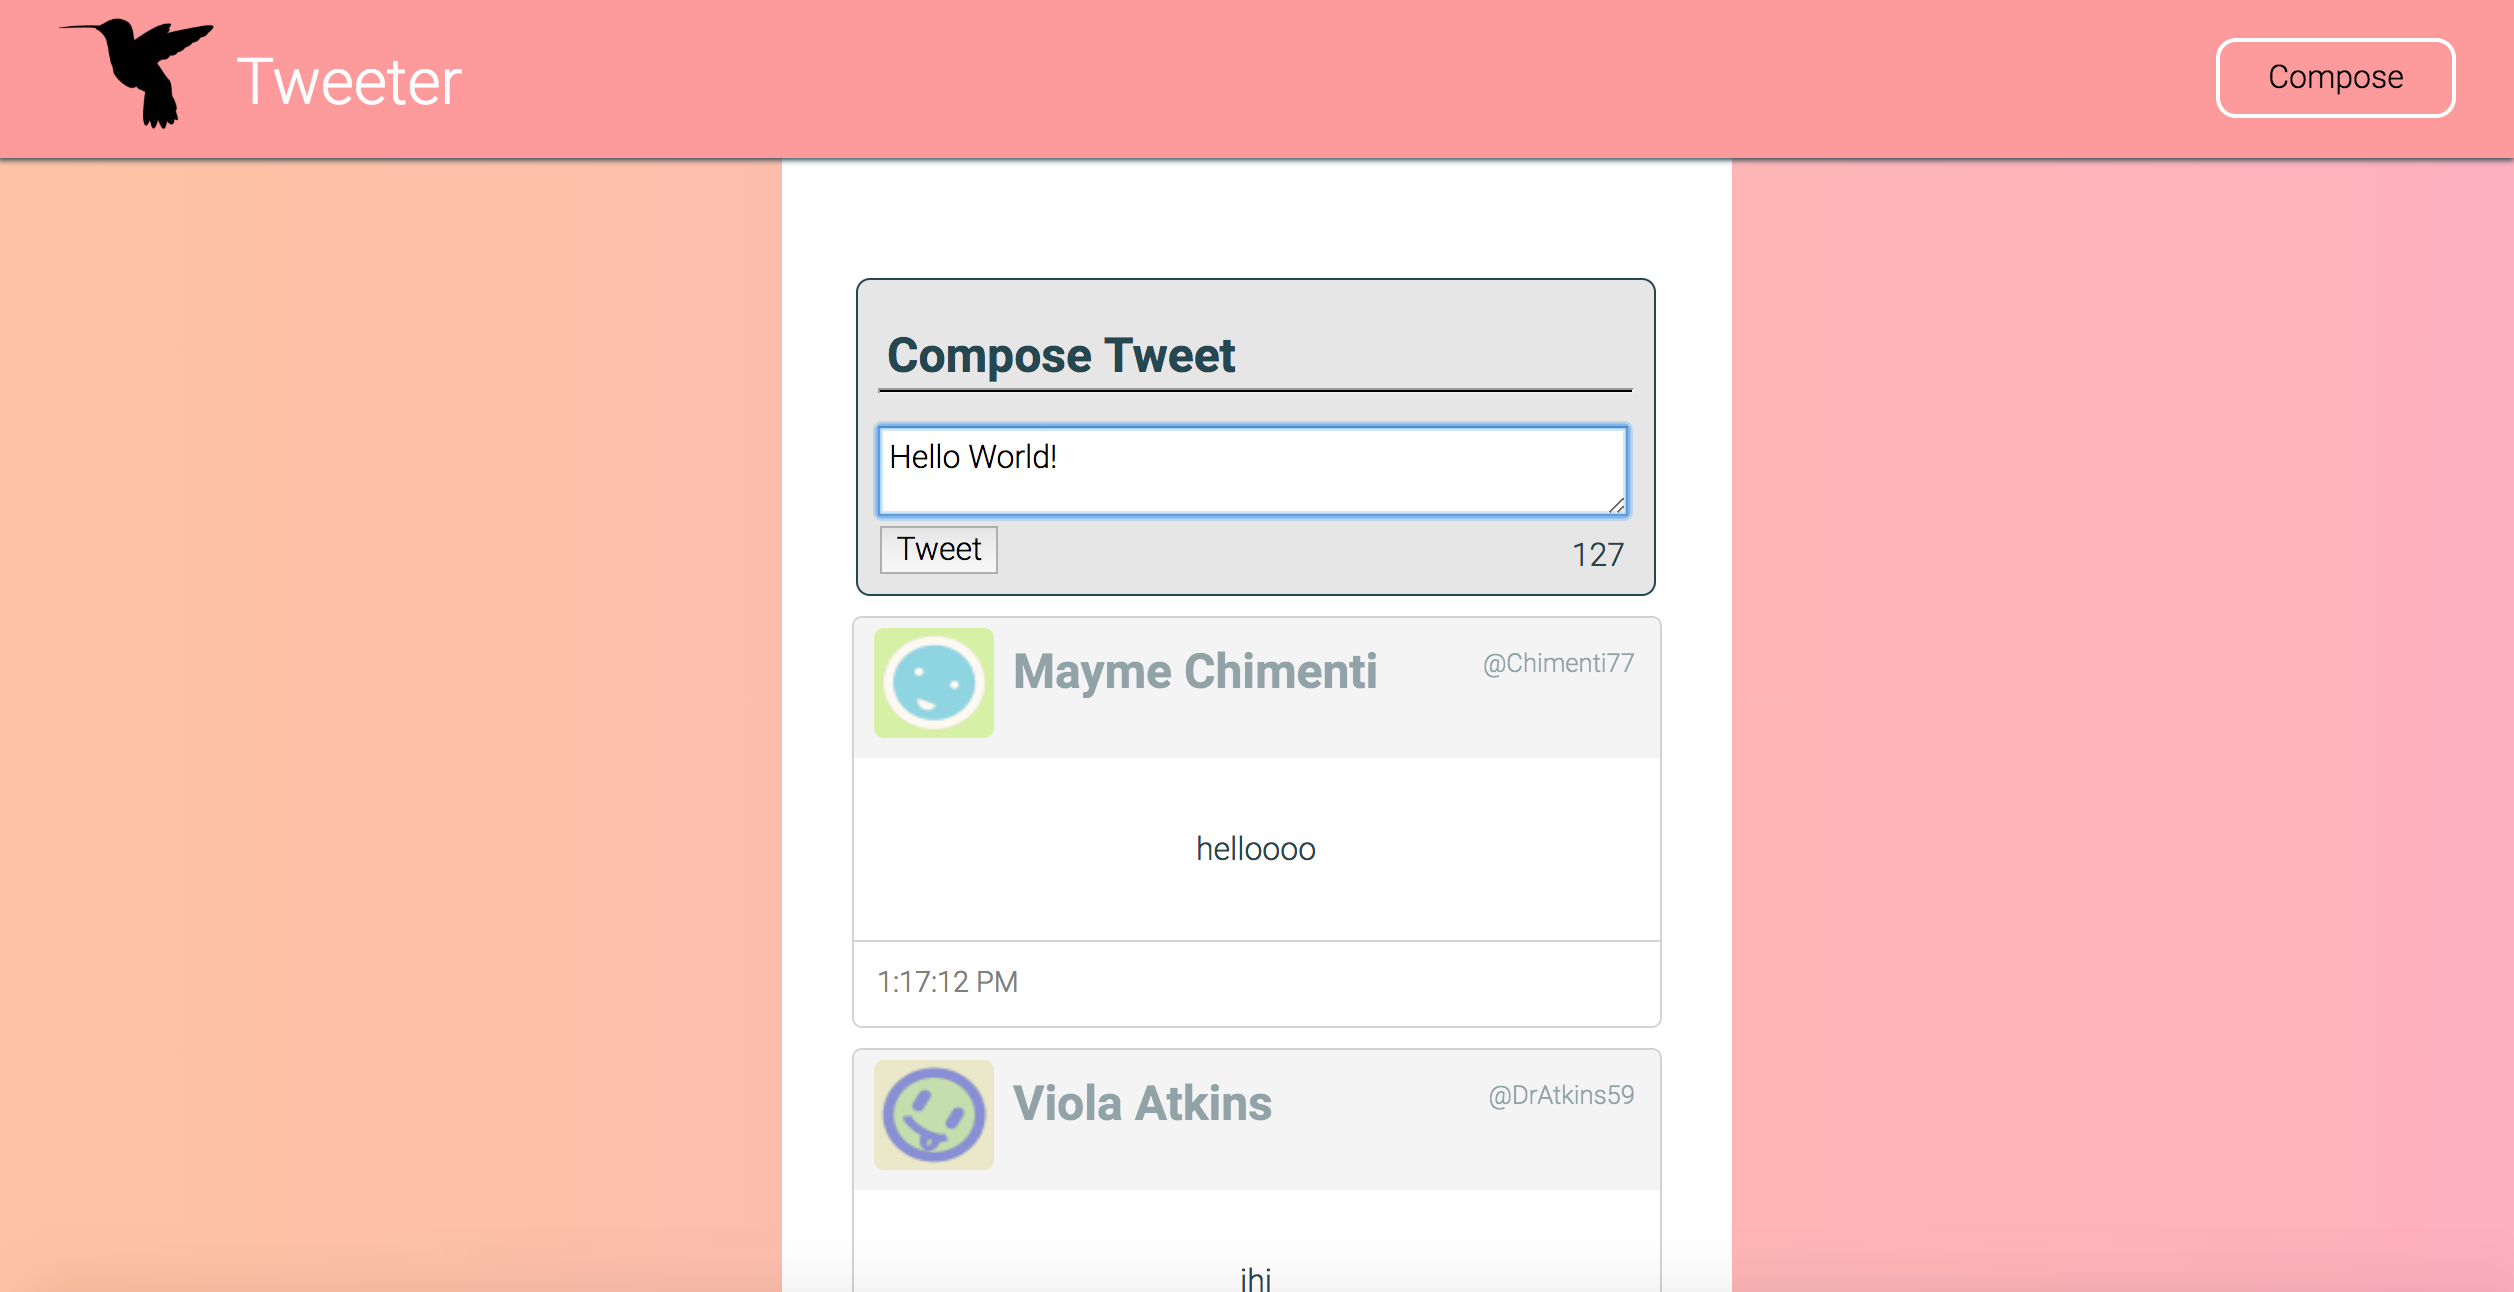 Tweeter
Compose
Compose Tweet
Hello World!
Tweet
127
Mayme Chimenti
@Chimenti77
helloooo
1:17:12 PM
Viola Atkins
@DrAtkins59
ihi